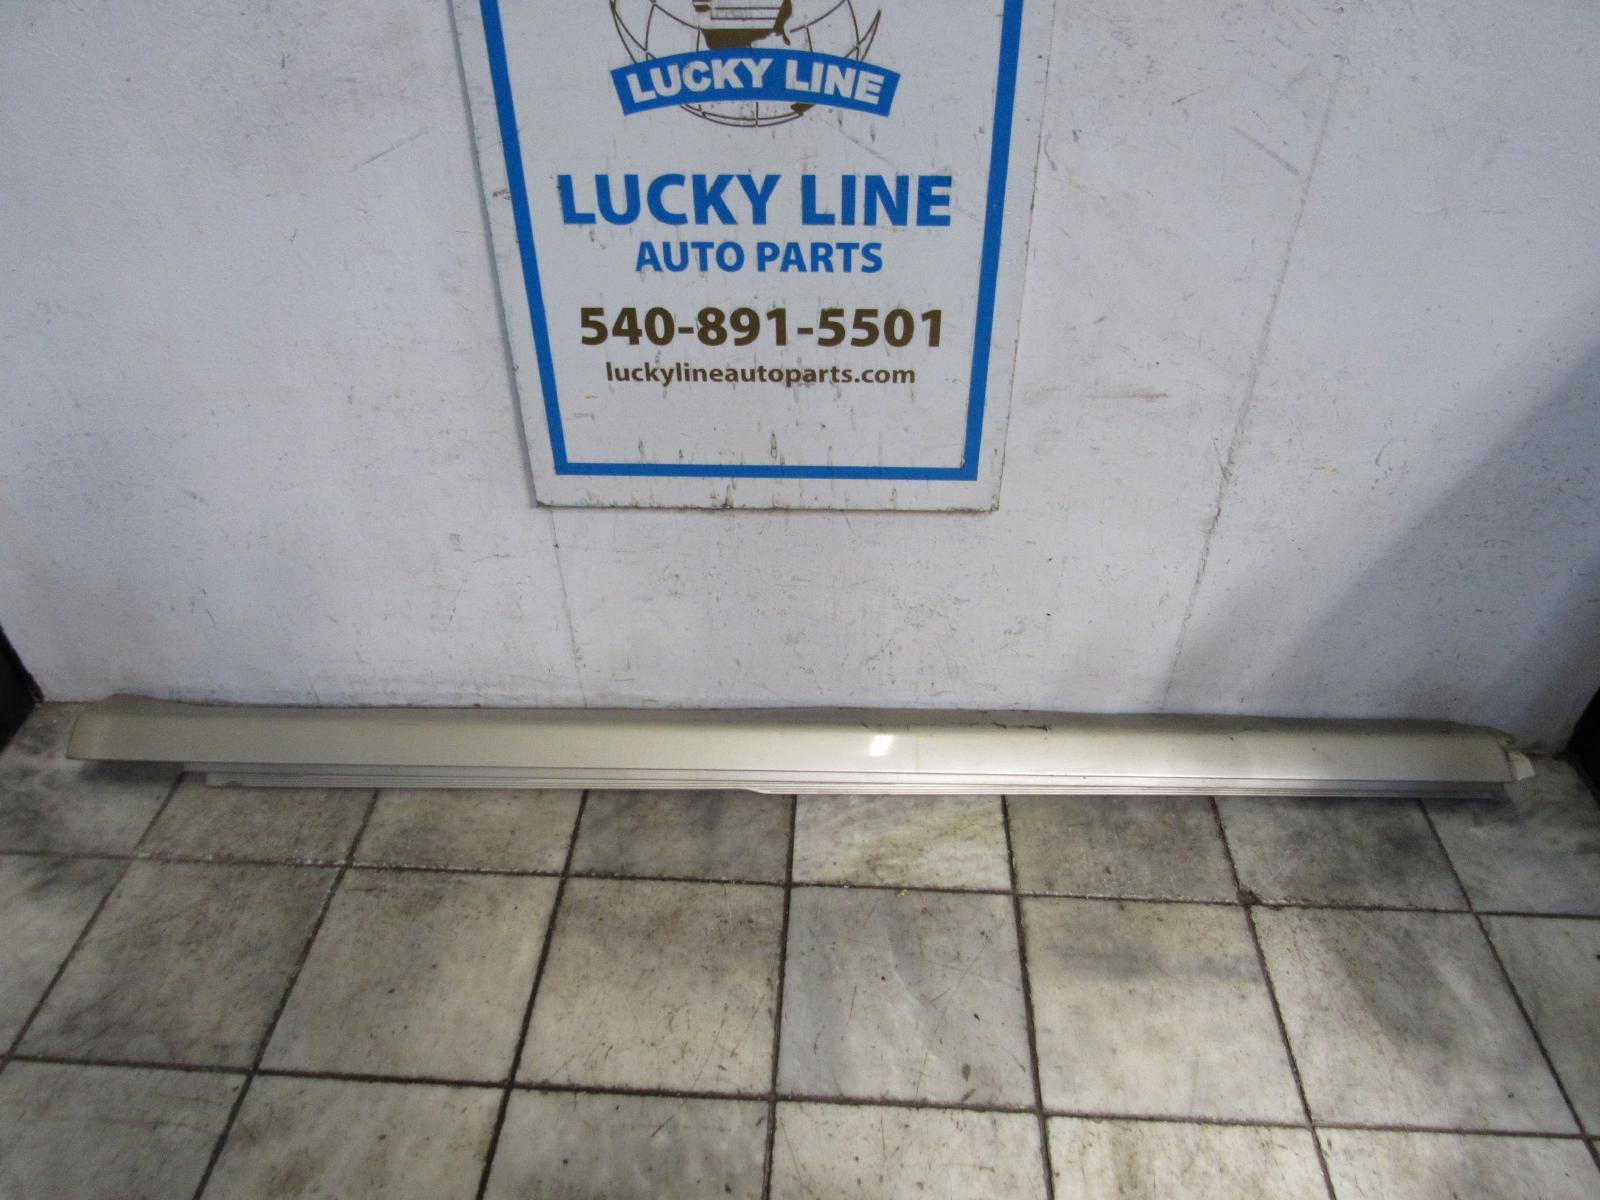 LUCKY LINE
LUCKY LINE
AUTO PARTS
540-891-5501
luckylineautoparts.com